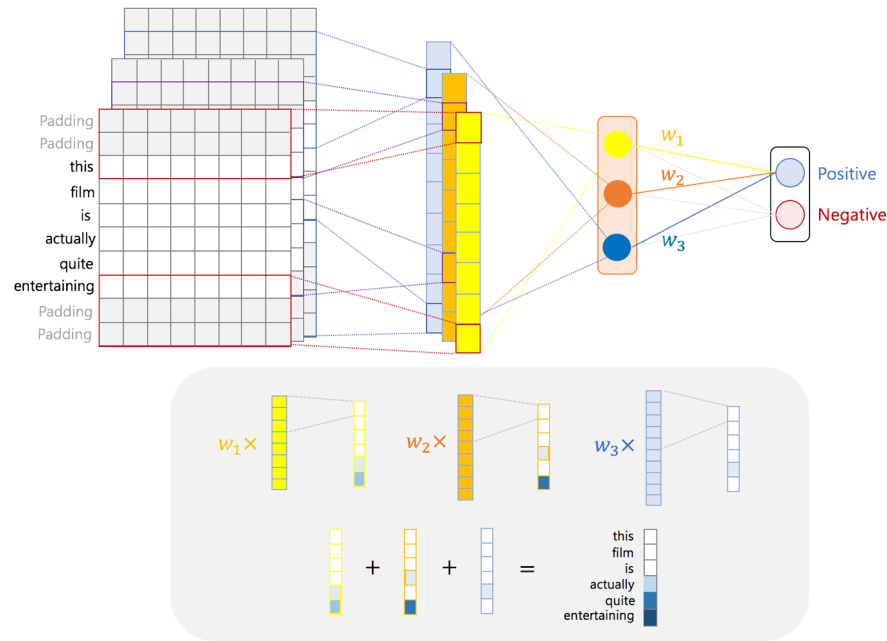 Padding
Padding
this
film
is
actually
quite
entertaining
Padding
Padding
w₁
w₂
w₃
Positive
Negative
w₁×
w₂×
w₃×
+
+
=
this
film
is
actually
quite
entertaining